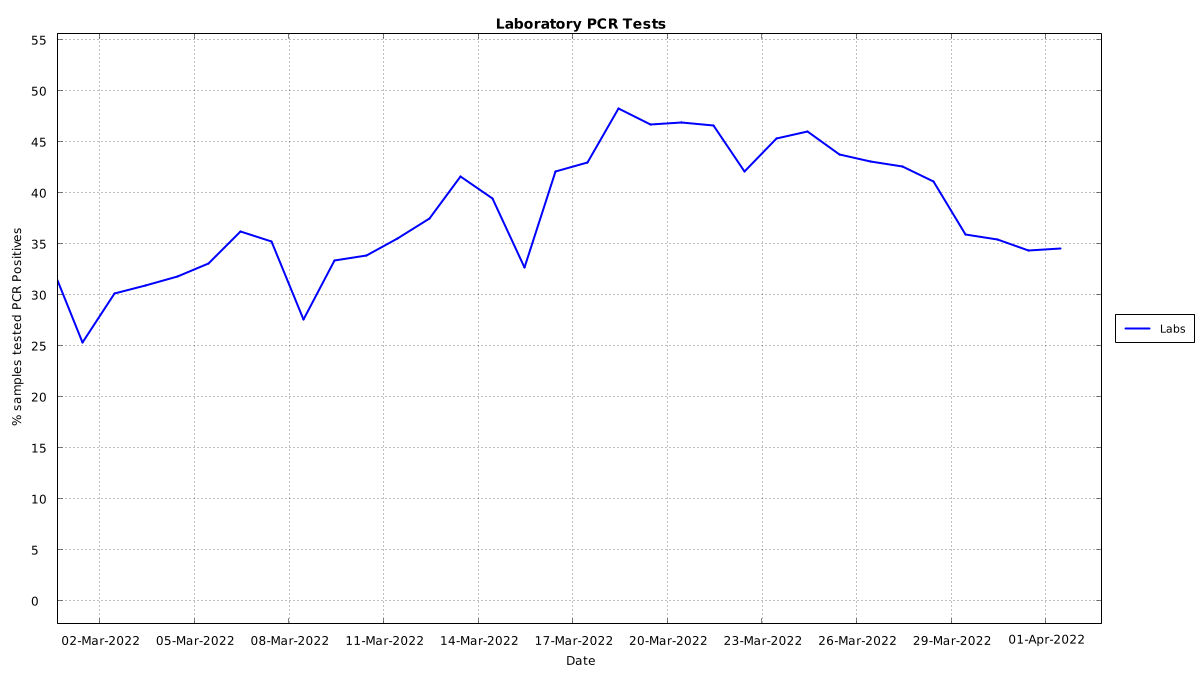 Laboratory PCR Tests
55
50
45
40
35
30
25
20
15
10
5
0
% samples tested PCR Positives
02-Mar-2022 05-Mar-2022 08-Mar-2022 11-Mar-2022 14-Mar-2022 17-Mar-2022 20-Mar-2022 23-Mar-2022 26-Mar-2022 29-Mar-2022 01-Apr-2022
Date
Labs